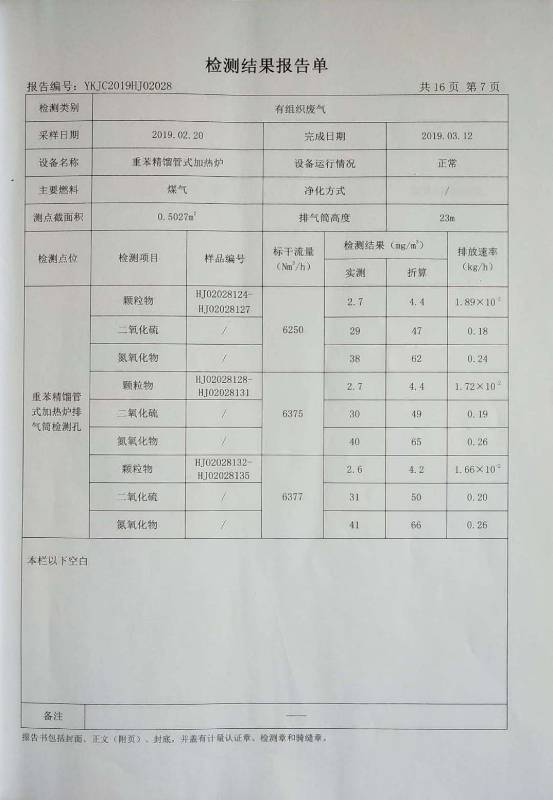 检测结果报告单
报告编号：YKJC2019HJ02028 共 16 页 第 7 页
检测类别 有组织废气
采样日期 2019.02.20 完成日期 2019.03.12
设备名称 重苯精馏管式加热炉 设备运行情况 正常
主要燃料 煤气 净化方式 /
测点截面积 0.5027m² 排气筒高度 23m
检测点位 检测项目 样品编号 标干流量（Nm³/h） 检测结果（mg/m³） 排放速率（kg/h）
实测 折算
重苯精馏管式加热炉排气筒检测孔
颗粒物 HJ02028124-HJ02028127 6250 2.7 4.4 1.89×10⁻²
二氧化硫 / 29 47 0.18
氮氧化物 / 38 62 0.24
颗粒物 HJ02028128-HJ02028131 6375 2.7 4.4 1.72×10⁻²
二氧化硫 / 30 49 0.19
氮氧化物 / 40 65 0.26
颗粒物 HJ02028132-HJ02028135 6377 2.6 4.2 1.66×10⁻²
二氧化硫 / 31 50 0.20
氮氧化物 / 41 66 0.26
本栏以下空白
备注 ——
报告书包括封面、正文（附页）、封底，并盖有计量认证章、检测章和骑缝章。